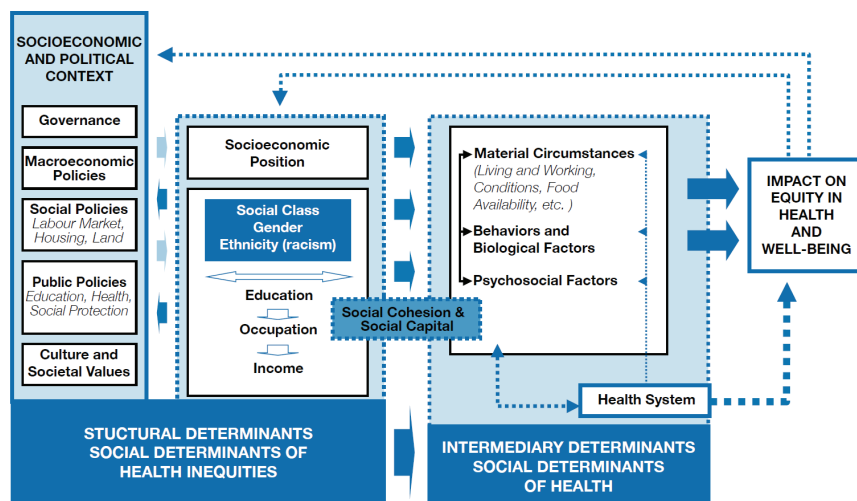 SOCIOECONOMIC
AND POLITICAL
CONTEXT
Governance
Macroeconomic
Policies
Social Policies
Labour Market,
Housing, Land
Public Policies
Education, Health,
Social Protection
Culture and
Societal Values
Socioeconomic
Position
Social Class
Gender
Ethnicity (racism)
Education
Occupation
Income
Social Cohesion &
Social Capital
Material Circumstances
(Living and Working,
Conditions, Food
Availability, etc. )
Behaviors and
Biological Factors
Psychosocial Factors
Health System
IMPACT ON
EQUITY IN
HEALTH
AND
WELL-BEING
STUCTURAL DETERMINANTS
SOCIAL DETERMINANTS OF
HEALTH INEQUITIES
INTERMEDIARY DETERMINANTS
SOCIAL DETERMINANTS
OF HEALTH